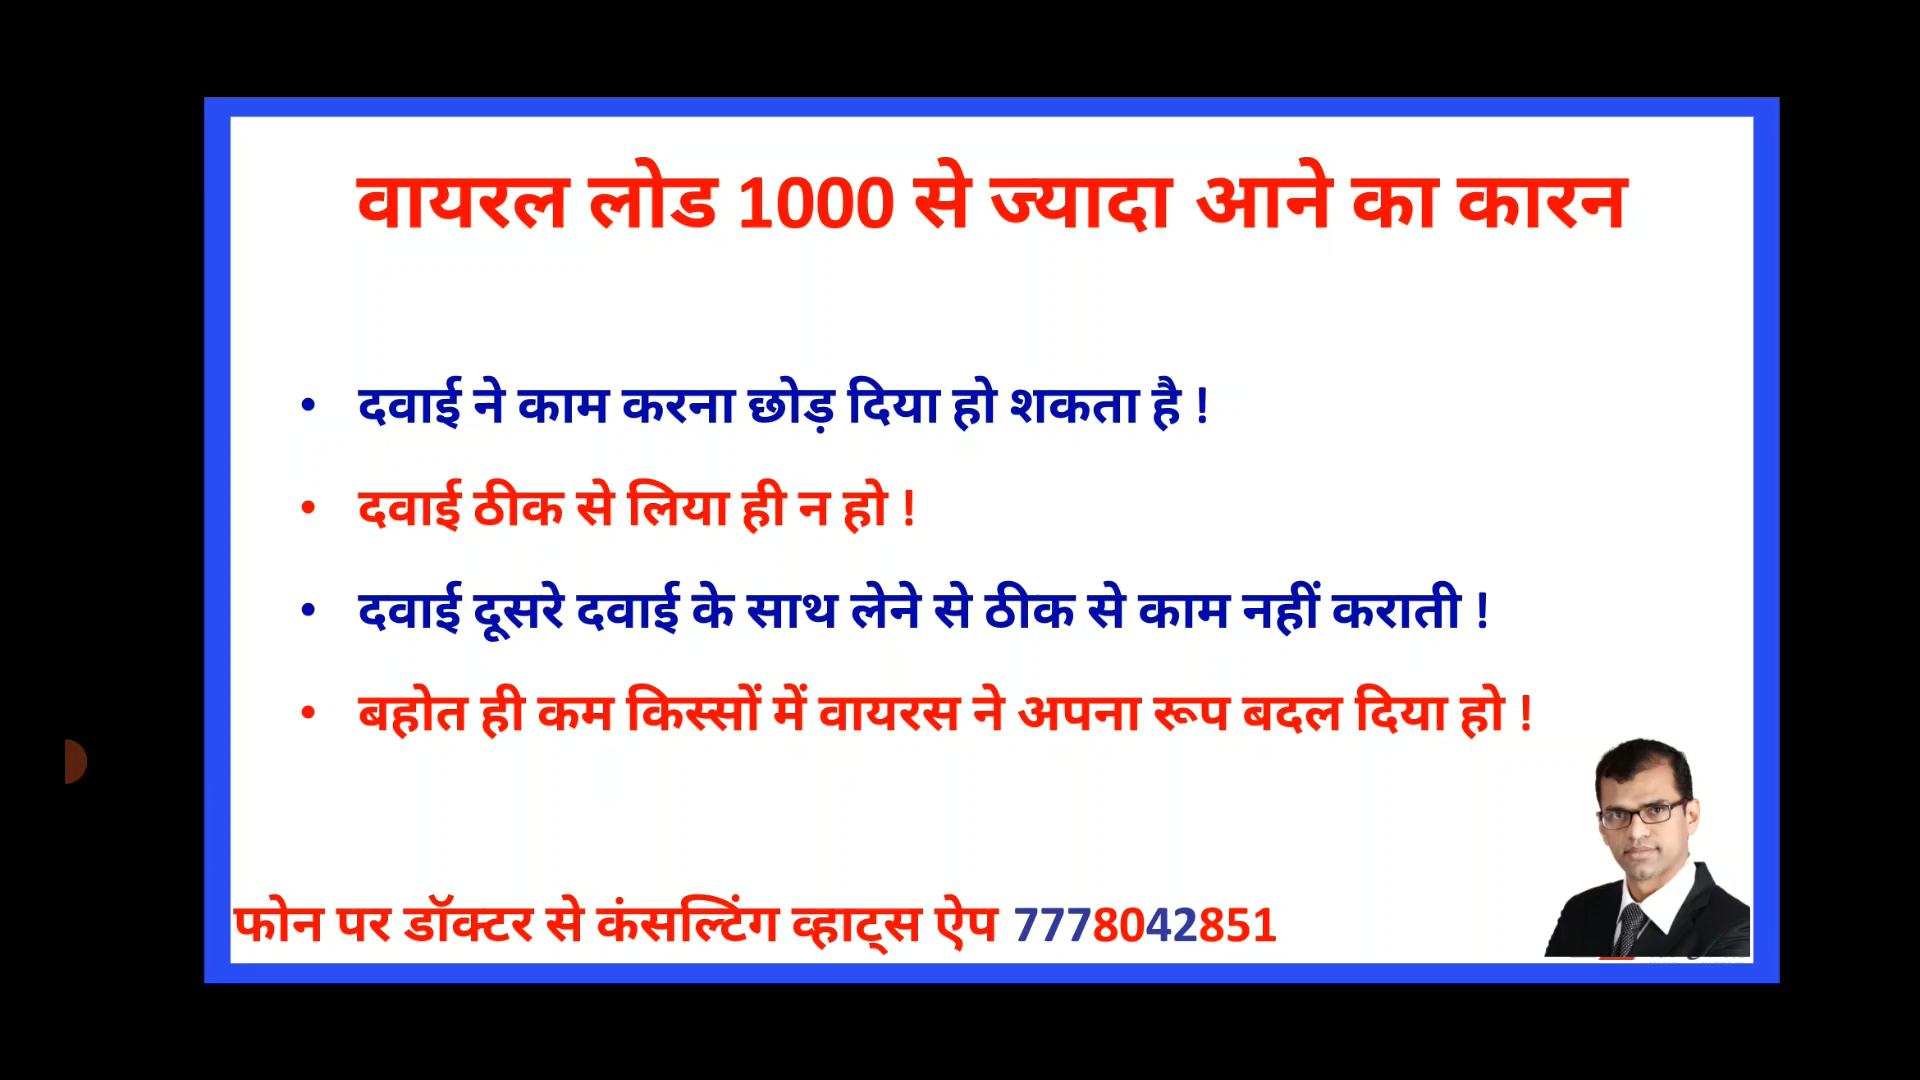 वायरल लोड 1000 से ज्यादा आने का कारन
• दवाई ने काम करना छोड़ दिया हो शकता है !
• दवाई ठीक से लिया ही न हो !
• दवाई दूसरे दवाई के साथ लेने से ठीक से काम नहीं कराती !
• बहोत ही कम किस्सों में वायरस ने अपना रूप बदल दिया हो !
फोन पर डॉक्टर से कंसल्टिंग व्हाट्स ऐप 7778042851